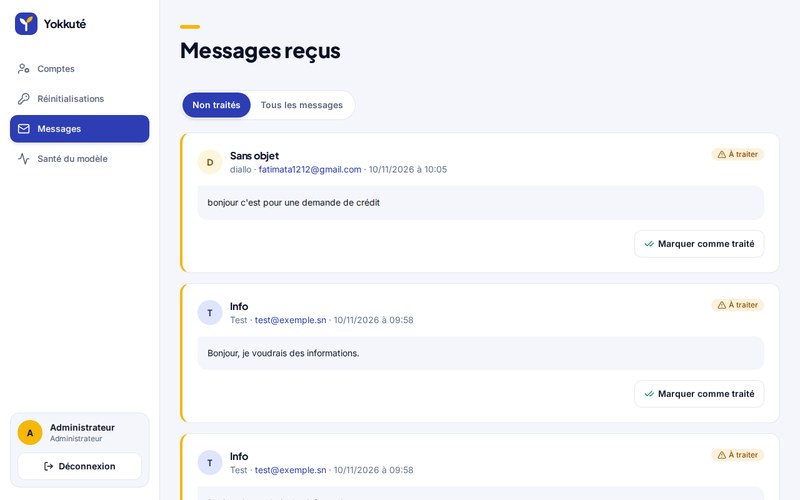 Yokkuté
Comptes
Réinitialisations
Messages
Santé du modèle
A
Administrateur
Administrateur
Déconnexion
Messages reçus
Non traités
Tous les messages
D
Sans objet
À traiter
diallo · fatimata1212@gmail.com · 10/11/2026 à 10:05
bonjour c'est pour une demande de crédit
Marquer comme traité
T
Info
À traiter
Test · test@exemple.sn · 10/11/2026 à 09:58
Bonjour, je voudrais des informations.
Marquer comme traité
T
Info
À traiter
Test · test@exemple.sn · 10/11/2026 à 09:58